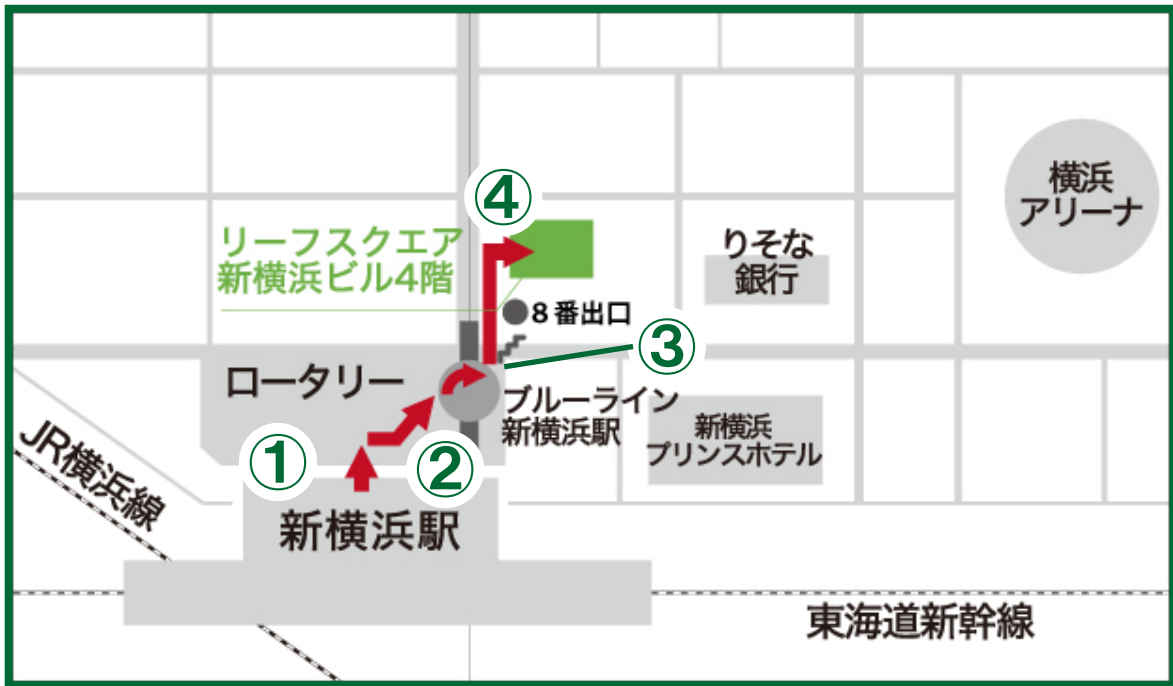 横浜
アリーナ
④
リーフスクエア
新横浜ビル4階
りそな
銀行
8番出口
③
ロータリー
ブルーライン
新横浜駅
新横浜
プリンスホテル
①
②
JR横浜線
新横浜駅
東海道新幹線